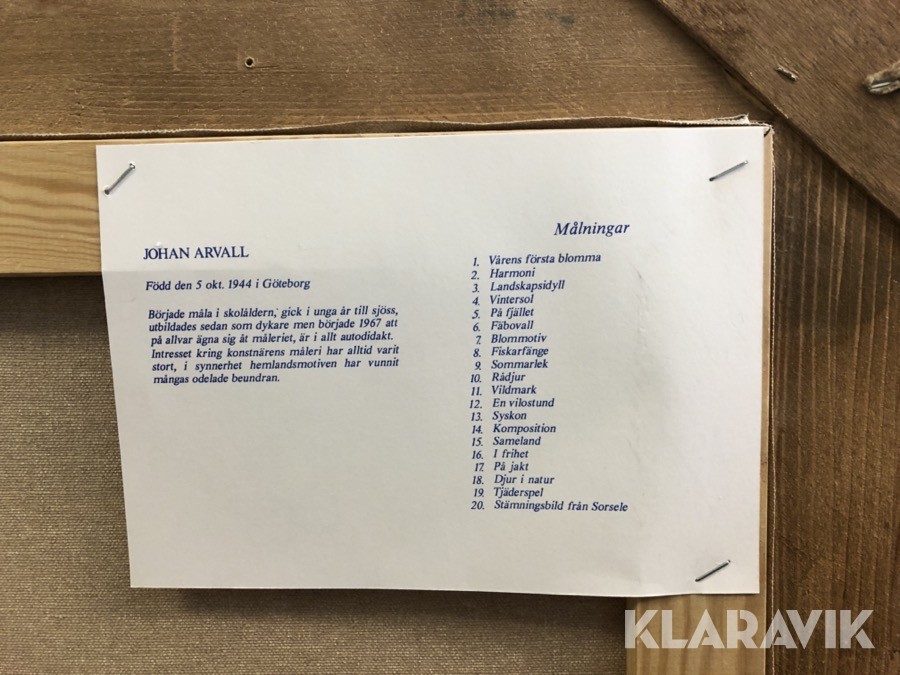 JOHAN ARVALL
Född den 5 okt. 1944 i Göteborg
Började måla i skolåldern, gick i unga år till sjöss,
utbildades sedan som dykare men började 1967 att
på allvar ägna sig åt måleriet, är i allt autodidakt.
Intresset kring konstnärens måleri har alltid varit
stort, i synnerhet hemlandsmotiven har vunnit
mångas odelade beundran.
Målningar
1. Vårens första blomma
2. Harmoni
3. Landskapsidyll
4. Vintersol
5. På fjället
6. Fäbovall
7. Blommotiv
8. Fiskarfänge
9. Sommarlek
10. Rådjur
11. Vildmark
12. En vilostund
13. Syskon
14. Komposition
15. Sameland
16. I frihet
17. På jakt
18. Djur i natur
19. Tjäderspel
20. Stämningsbild från Sorsele
KLARAVIK